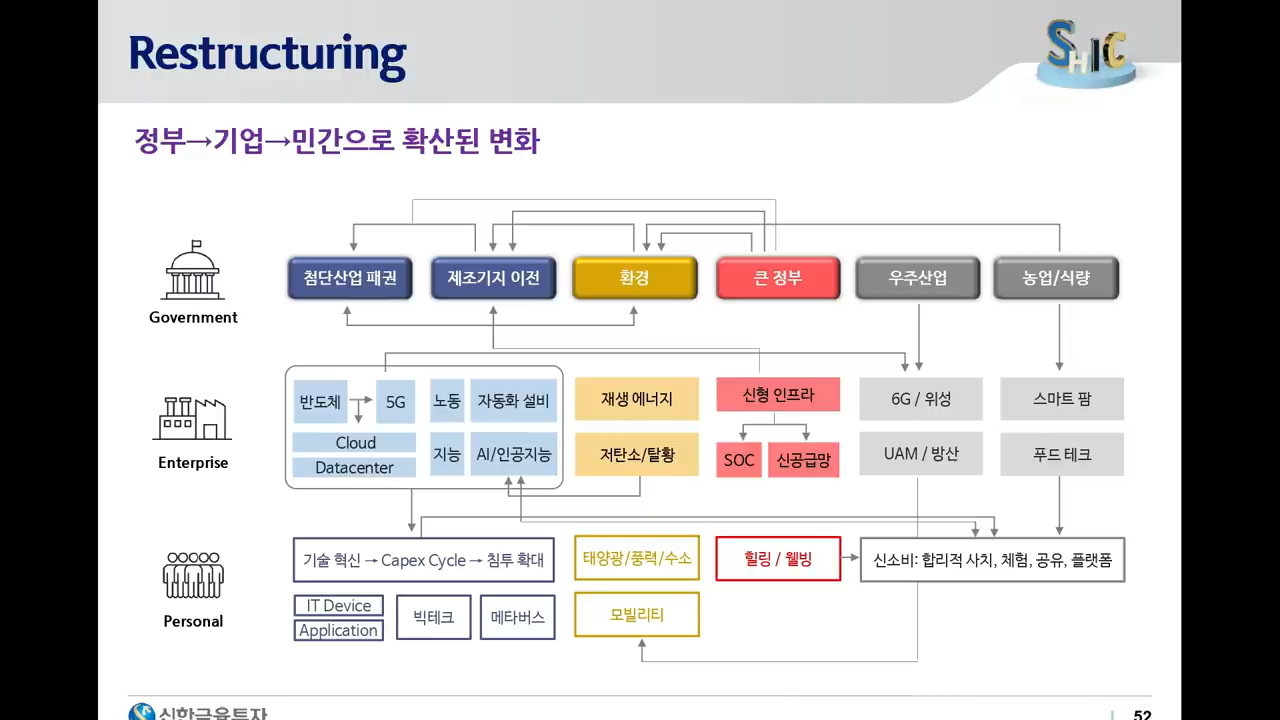 Restructuring
SHIC
정부→기업→민간으로 확산된 변화
첨단산업 패권
제조기지 이전
환경
큰 정부
우주산업
농업/식량
Government
반도체
5G
노동
자동화 설비
Cloud
Datacenter
지능
AI/인공지능
재생 에너지
저탄소/탈황
신형 인프라
SOC
신공급망
6G / 위성
UAM / 방산
스마트 팜
푸드 테크
Enterprise
기술 혁신 → Capex Cycle → 침투 확대
태양광/풍력/수소
힐링 / 웰빙
신소비: 합리적 사치, 체험, 공유, 플랫폼
IT Device
Application
빅테크
메타버스
모빌리티
Personal
신한금융투자
52